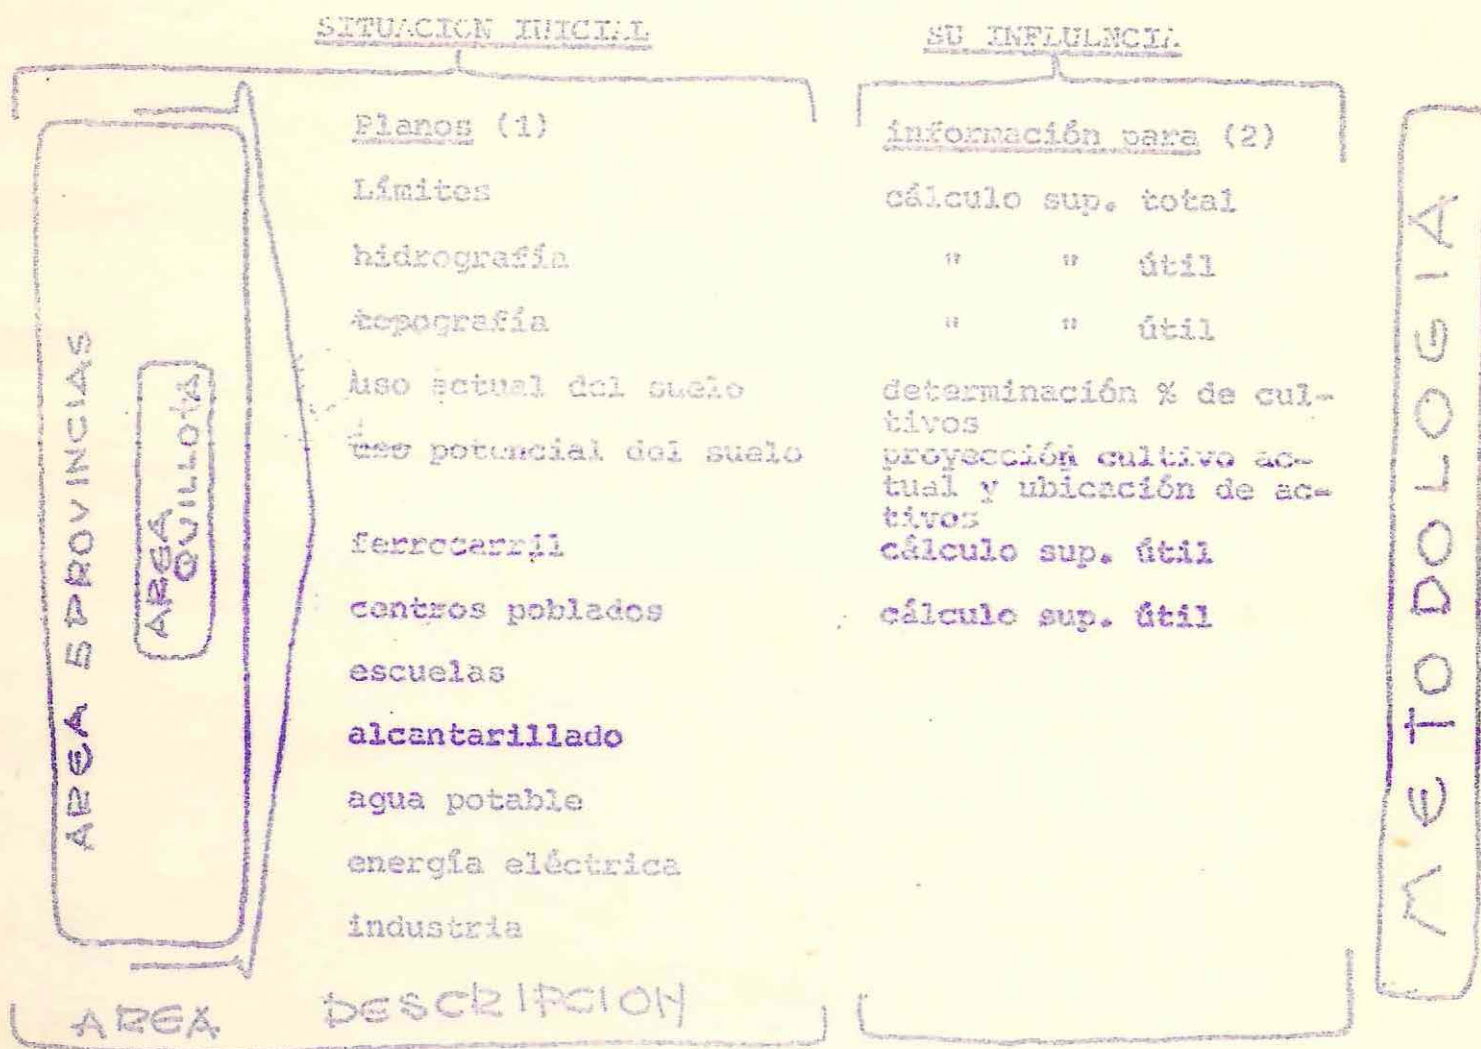 SITUACION INICIAL
SU INFLUENCIA
Planos (1)
información para (2)
Límites
cálculo sup. total
hidrografía
" " útil
topografía
" " útil
uso actual del suelo
determinación % de cul-
tivos
uso potencial del suelo
proyección cultivo ac-
tual y ubicación de ac-
tivos
ferrocarril
cálculo sup. útil
centros poblados
cálculo sup. útil
escuelas
alcantarillado
agua potable
energía eléctrica
industria
AREA 5 PROVINCIAS
AREA
QUILLOTA
AREA
DESCRIPCION
METODOLOGIA